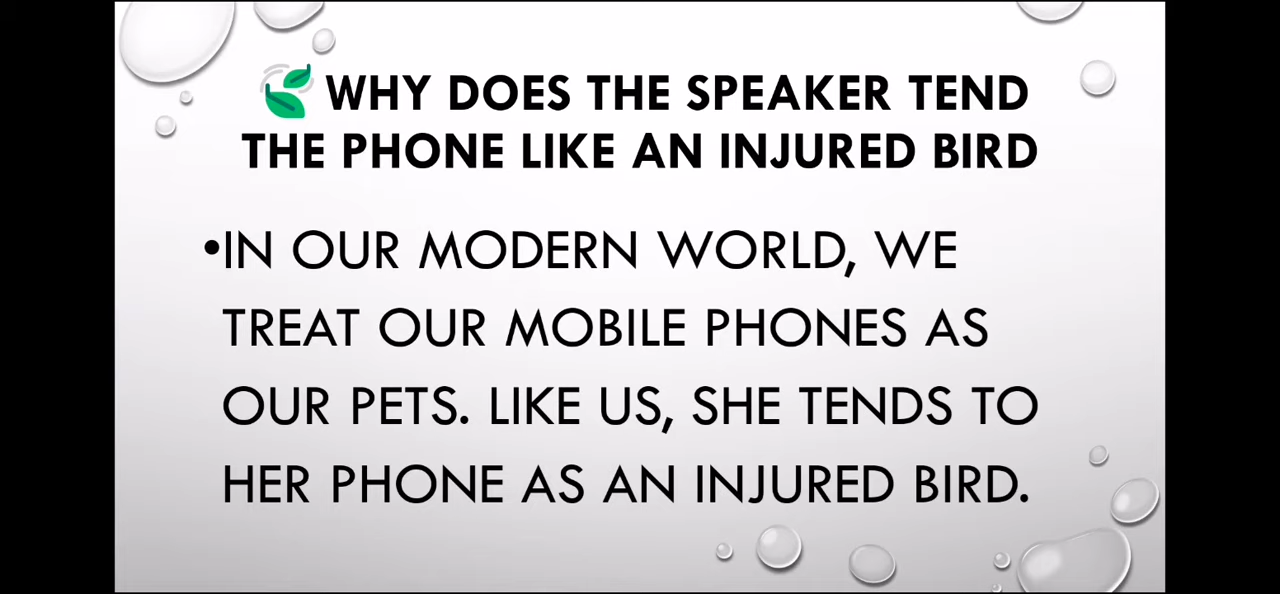 WHY DOES THE SPEAKER TEND
THE PHONE LIKE AN INJURED BIRD
•IN OUR MODERN WORLD, WE
TREAT OUR MOBILE PHONES AS
OUR PETS. LIKE US, SHE TENDS TO
HER PHONE AS AN INJURED BIRD.